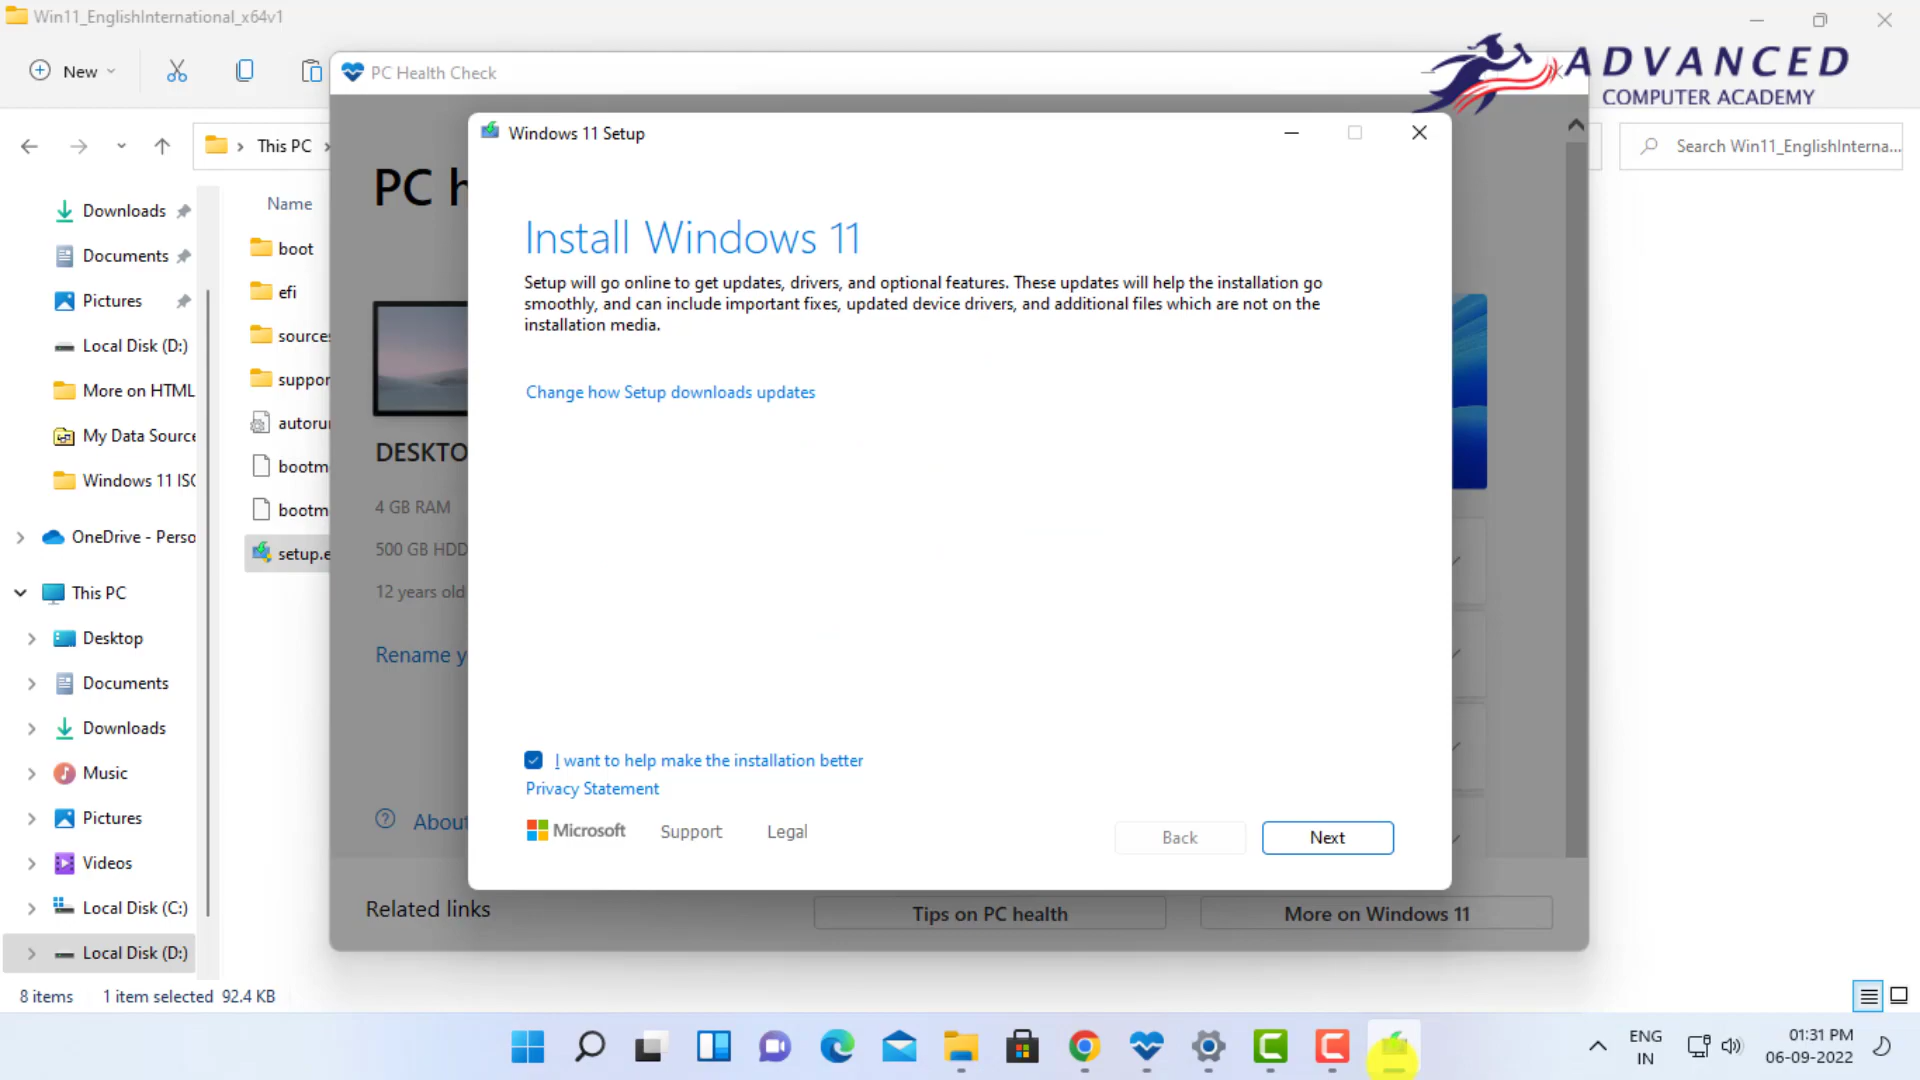 Win11_EnglishInternational_x64v1
New
PC Health Check
ADVANCED
COMPUTER ACADEMY
This PC
Search Win11_EnglishInterna...
Windows 11 Setup
PC h
Install Windows 11
Setup will go online to get updates, drivers, and optional features. These updates will help the installation go
smoothly, and can include important fixes, updated device drivers, and additional files which are not on the
installation media.
Change how Setup downloads updates
I want to help make the installation better
Privacy Statement
Microsoft
Support
Legal
Back
Next
Downloads
Documents
Pictures
Local Disk (D:)
More on HTML
My Data Source
Windows 11 ISO
OneDrive - Perso
This PC
Desktop
Documents
Downloads
Music
Pictures
Videos
Local Disk (C:)
Local Disk (D:)
Name
boot
efi
sources
suppor
autorun
bootm
bootm
setup.e
DESKTO
4 GB RAM
500 GB HDD
12 years old
Rename y
About
Related links
Tips on PC health
More on Windows 11
8 items
1 item selected 92.4 KB
ENG
IN
01:31 PM
06-09-2022